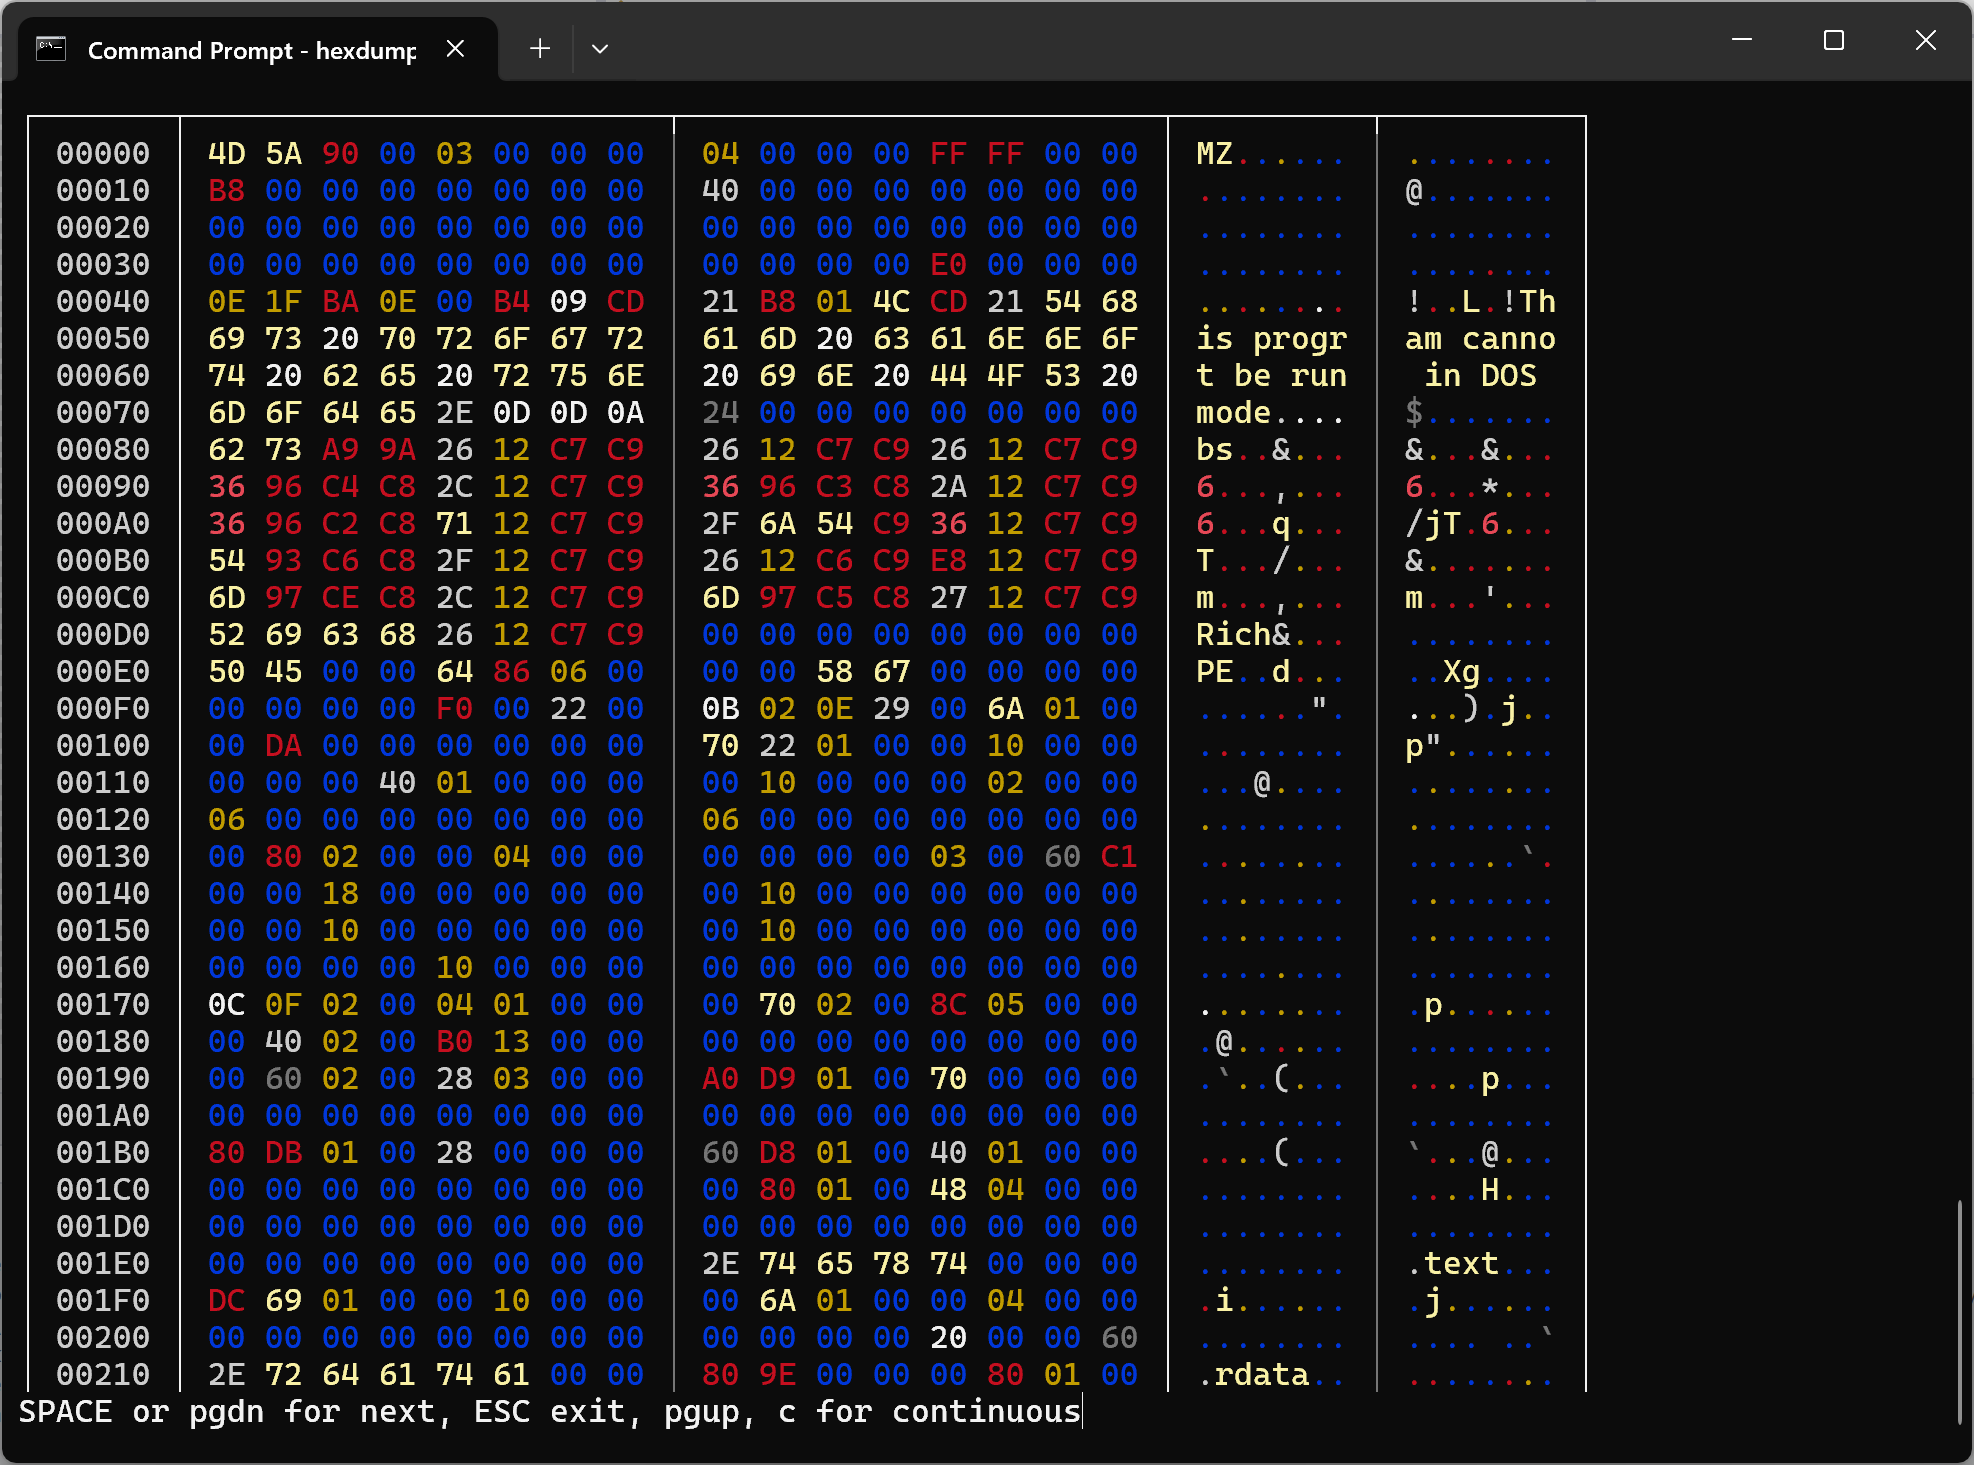 Command Prompt - hexdump
00000 4D 5A 90 00 03 00 00 00 04 00 00 00 FF FF 00 00 MZ...... ........
00010 B8 00 00 00 00 00 00 00 40 00 00 00 00 00 00 00 ........ @.......
00020 00 00 00 00 00 00 00 00 00 00 00 00 00 00 00 00 ........ ........
00030 00 00 00 00 00 00 00 00 00 00 00 00 E0 00 00 00 ........ ........
00040 0E 1F BA 0E 00 B4 09 CD 21 B8 01 4C CD 21 54 68 ........ !..L.!Th
00050 69 73 20 70 72 6F 67 72 61 6D 20 63 61 6E 6E 6F is progr am canno
00060 74 20 62 65 20 72 75 6E 20 69 6E 20 44 4F 53 20 t be run  in DOS
00070 6D 6F 64 65 2E 0D 0D 0A 24 00 00 00 00 00 00 00 mode.... $.......
00080 62 73 A9 9A 26 12 C7 C9 26 12 C7 C9 26 12 C7 C9 bs..&... &...&...
00090 36 96 C4 C8 2C 12 C7 C9 36 96 C3 C8 2A 12 C7 C9 6...,... 6...*...
000A0 36 96 C2 C8 71 12 C7 C9 2F 6A 54 C9 36 12 C7 C9 6...q... /jT.6...
000B0 54 93 C6 C8 2F 12 C7 C9 26 12 C6 C9 E8 12 C7 C9 T.../... &.......
000C0 6D 97 CE C8 2C 12 C7 C9 6D 97 C5 C8 27 12 C7 C9 m...,... m...'...
000D0 52 69 63 68 26 12 C7 C9 00 00 00 00 00 00 00 00 Rich&... ........
000E0 50 45 00 00 64 86 06 00 00 00 58 67 00 00 00 00 PE..d... ..Xg....
000F0 00 00 00 00 F0 00 22 00 0B 02 0E 29 00 6A 01 00 ......". ...).j..
00100 00 DA 00 00 00 00 00 00 70 22 01 00 00 10 00 00 ........ p"......
00110 00 00 00 40 01 00 00 00 00 10 00 00 00 02 00 00 ...@.... ........
00120 06 00 00 00 00 00 00 00 06 00 00 00 00 00 00 00 ........ ........
00130 00 80 02 00 00 04 00 00 00 00 00 00 03 00 60 C1 ........ ......`.
00140 00 00 18 00 00 00 00 00 00 10 00 00 00 00 00 00 ........ ........
00150 00 00 10 00 00 00 00 00 00 10 00 00 00 00 00 00 ........ ........
00160 00 00 00 00 10 00 00 00 00 00 00 00 00 00 00 00 ........ ........
00170 0C 0F 02 00 04 01 00 00 00 70 02 00 8C 05 00 00 ........ .p......
00180 00 40 02 00 B0 13 00 00 00 00 00 00 00 00 00 00 .@...... ........
00190 00 60 02 00 28 03 00 00 A0 D9 01 00 70 00 00 00 .`..(... ....p...
001A0 00 00 00 00 00 00 00 00 00 00 00 00 00 00 00 00 ........ ........
001B0 80 DB 01 00 28 00 00 00 60 D8 01 00 40 01 00 00 ....(... `...@...
001C0 00 00 00 00 00 00 00 00 00 80 01 00 48 04 00 00 ........ ....H...
001D0 00 00 00 00 00 00 00 00 00 00 00 00 00 00 00 00 ........ ........
001E0 00 00 00 00 00 00 00 00 2E 74 65 78 74 00 00 00 ........ .text...
001F0 DC 69 01 00 00 10 00 00 00 6A 01 00 00 04 00 00 .i...... .j......
00200 00 00 00 00 00 00 00 00 00 00 00 00 20 00 00 60 ........ .... ..`
00210 2E 72 64 61 74 61 00 00 80 9E 00 00 00 80 01 00 .rdata.. ........
SPACE or pgdn for next, ESC exit, pgup, c for continuous